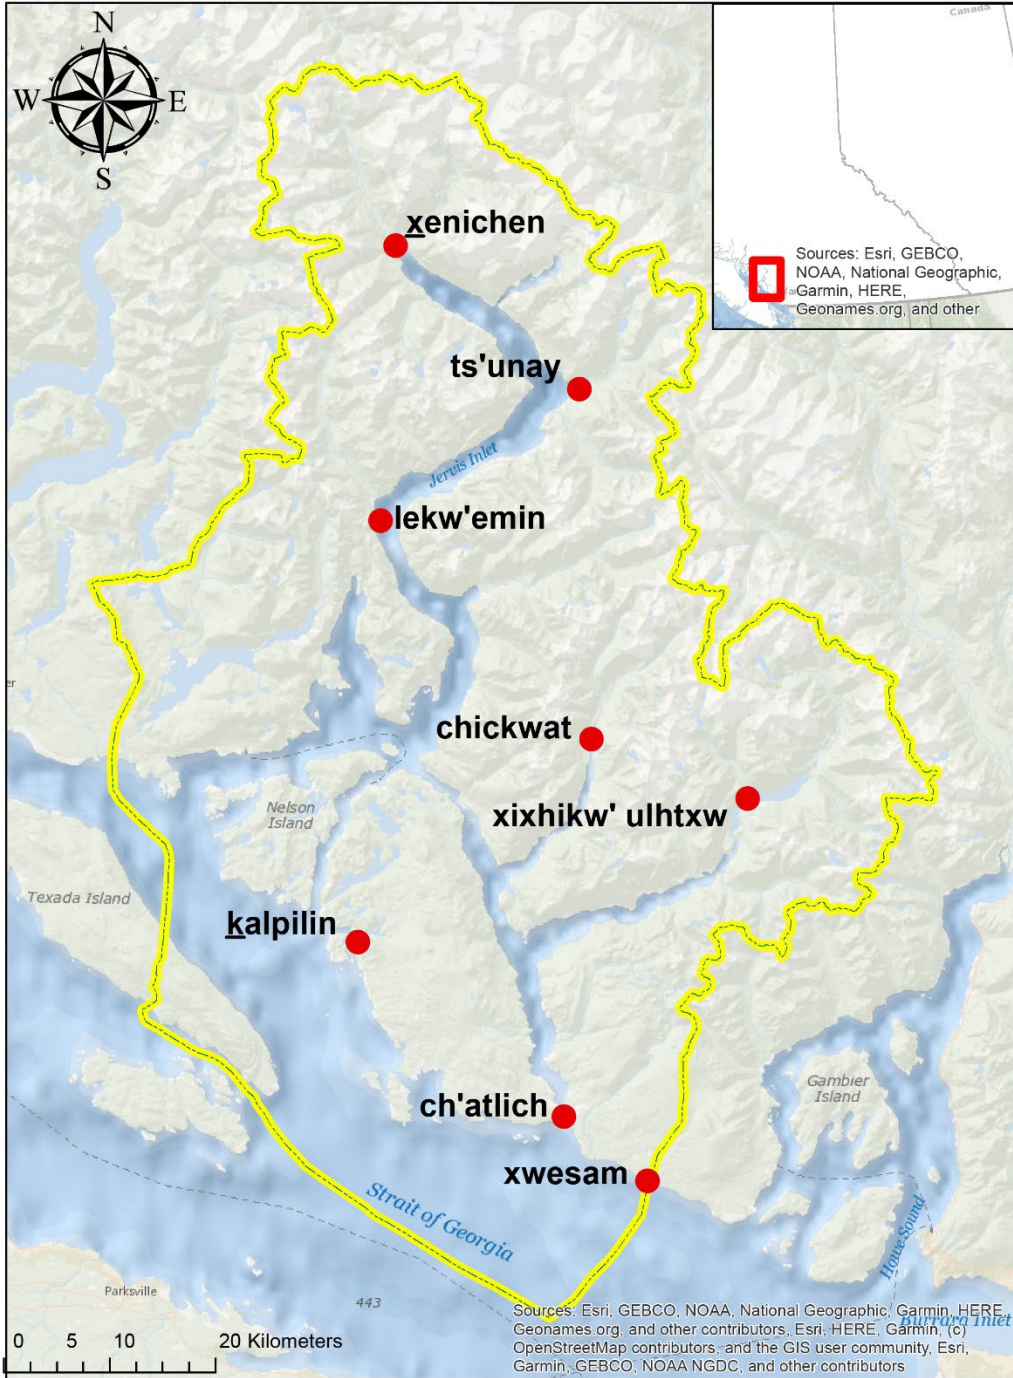 N
W
E
S
Canada
Sources: Esri, GEBCO,
NOAA, National Geographic,
Garmin, HERE,
Geonames.org, and other
x̱enichen
ts'unay
Jervis Inlet
lekw'emin
chickwat
xixhikw' ulhtxw
Nelson
Island
Texada Island
ḵalpilin
Gambier
Island
ch'atlich
xwesam
Strait of Georgia
Howe Sound
Parksville
443
Burrard Inlet
0 5 10 20 Kilometers
Sources: Esri, GEBCO, NOAA, National Geographic, Garmin, HERE,
Geonames.org, and other contributors, Esri, HERE, Garmin, (c)
OpenStreetMap contributors, and the GIS user community, Esri,
Garmin, GEBCO, NOAA NGDC, and other contributors